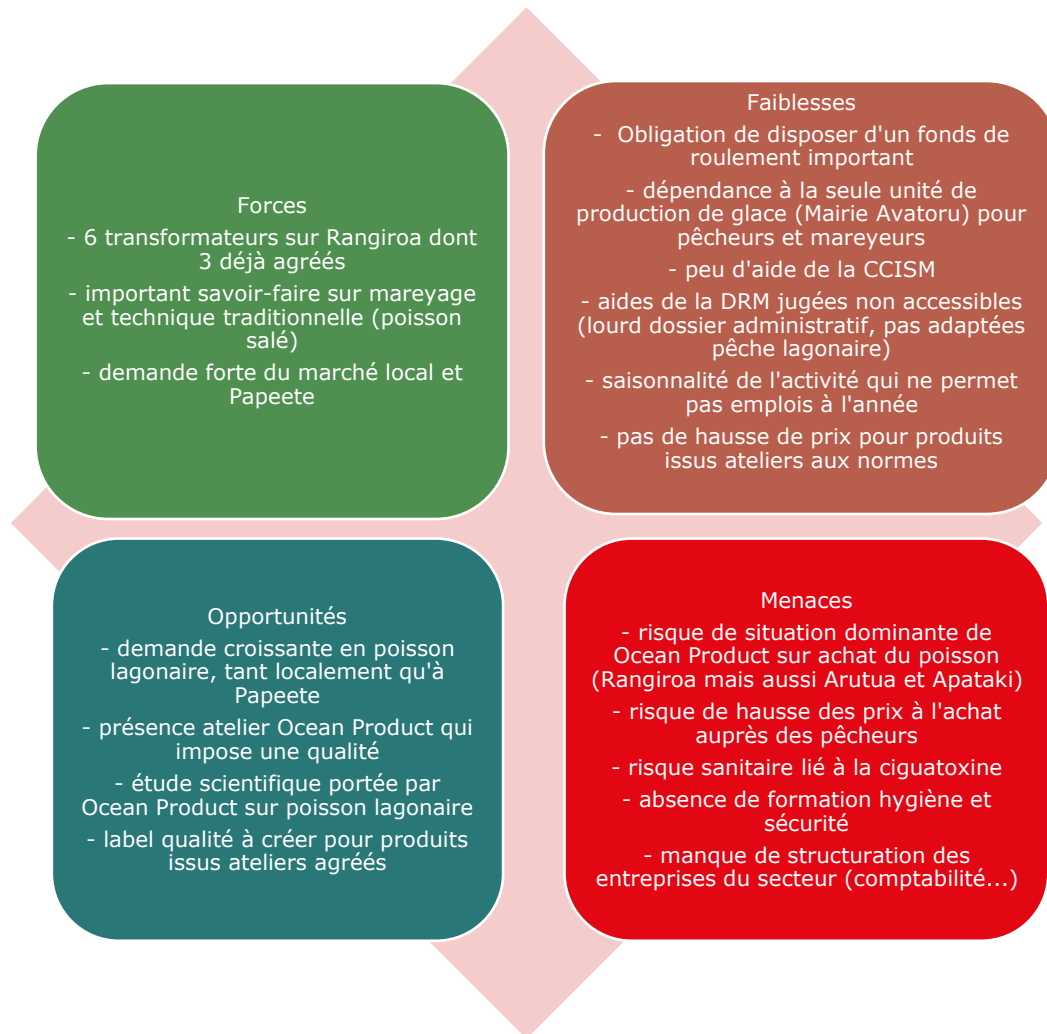 Forces
- 6 transformateurs sur Rangiroa dont
3 déjà agréés
- important savoir-faire sur mareyage
et technique traditionnelle (poisson
salé)
- demande forte du marché local et
Papeete
Faiblesses
- Obligation de disposer d'un fonds de
roulement important
- dépendance à la seule unité de
production de glace (Mairie Avatoru) pour
pêcheurs et mareyeurs
- peu d'aide de la CCISM
- aides de la DRM jugées non accessibles
(lourd dossier administratif, pas adaptées
pêche lagonaire)
- saisonnalité de l'activité qui ne permet
pas emplois à l'année
- pas de hausse de prix pour produits
issus ateliers aux normes
Opportunités
- demande croissante en poisson
lagonaire, tant localement qu'à
Papeete
- présence atelier Ocean Product qui
impose une qualité
- étude scientifique portée par
Ocean Product sur poisson lagonaire
- label qualité à créer pour produits
issus ateliers agréés
Menaces
- risque de situation dominante de
Ocean Product sur achat du poisson
(Rangiroa mais aussi Arutua et Apataki)
- risque de hausse des prix à l'achat
auprès des pêcheurs
- risque sanitaire lié à la ciguatoxine
- absence de formation hygiène et
sécurité
- manque de structuration des
entreprises du secteur (comptabilité...)